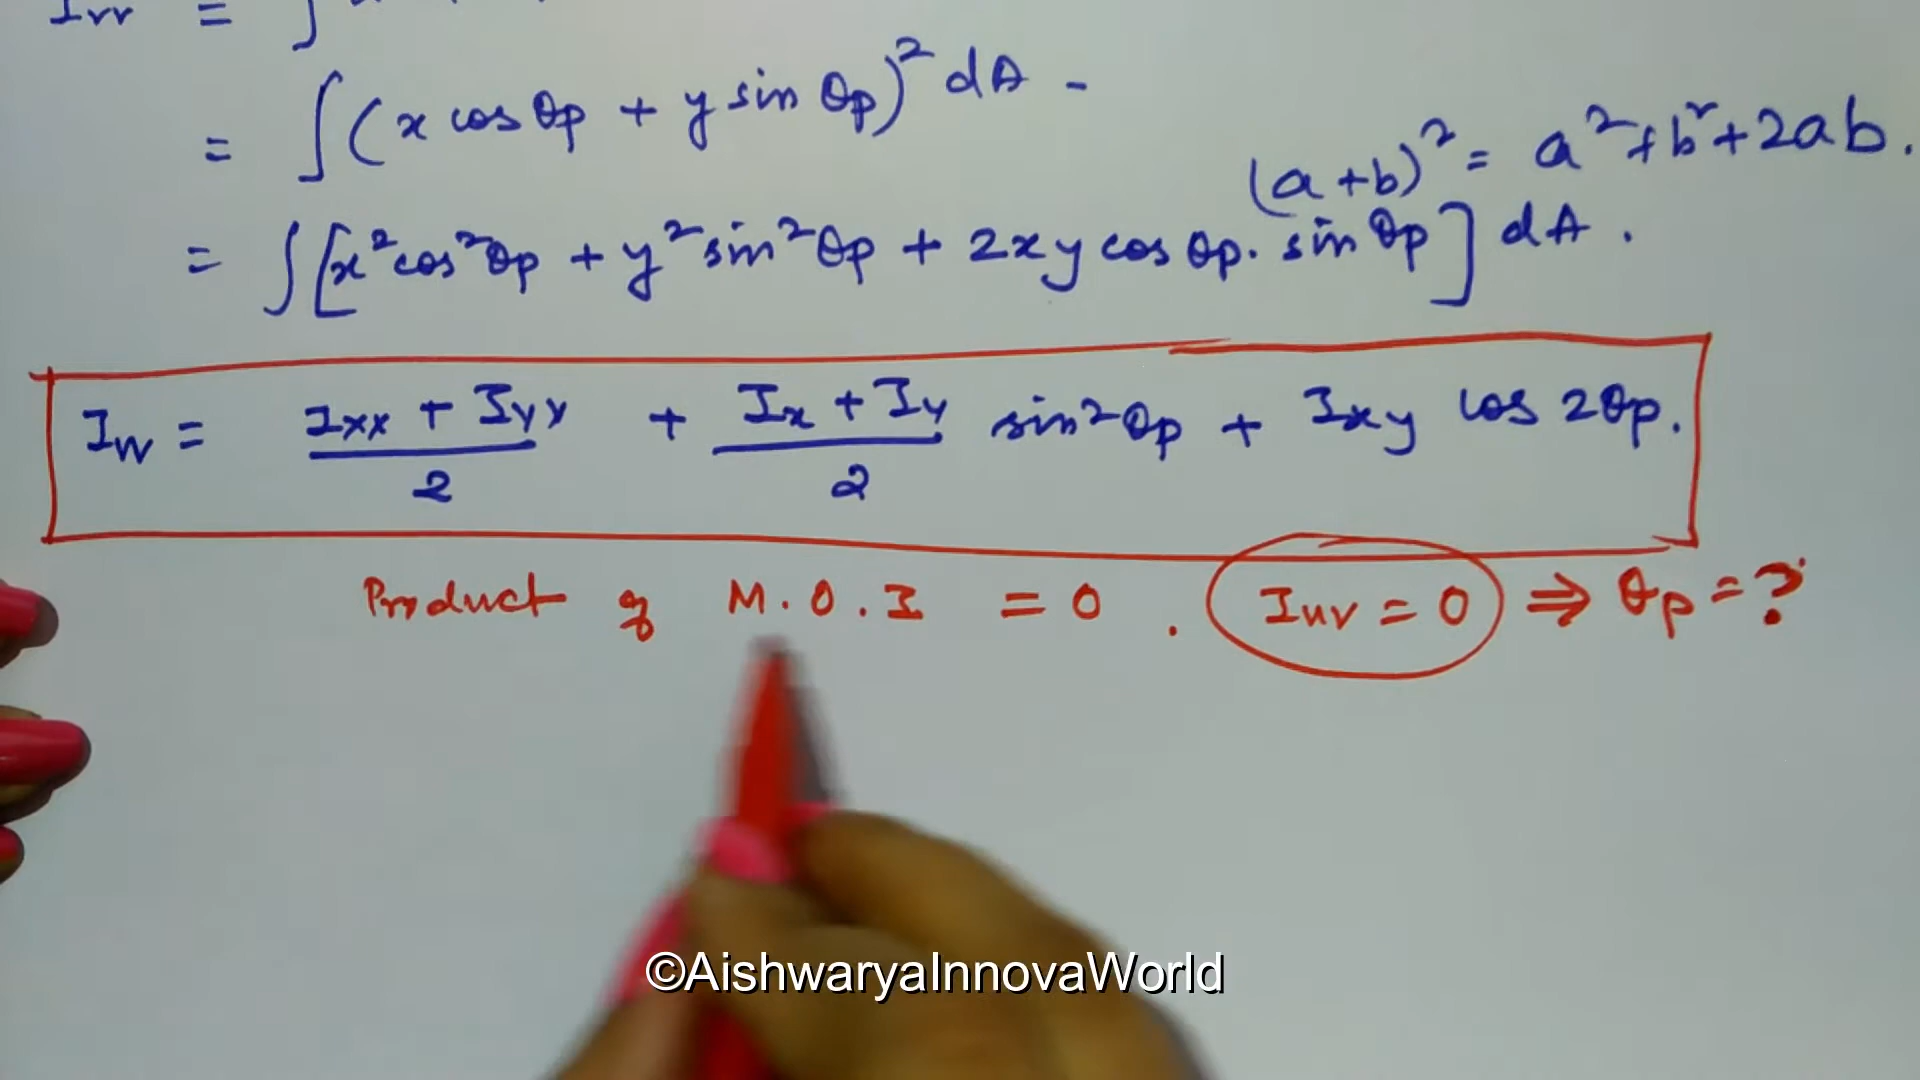 Ivv = ∫
= ∫(x cos θp + y sin θp)² dA -
(a+b)² = a²+b²+2ab.
= ∫[x²cos²θp + y²sin²θp + 2xy cos θp. sin θp] dA.
Iuv = Ixx + Iyy / 2 + Ix + Iy / 2 sin2θp + Ixy cos 2θp.
Product of M.O.I = 0. Iuv = 0 ⇒ θp = ?
©AishwaryaInnovaWorld